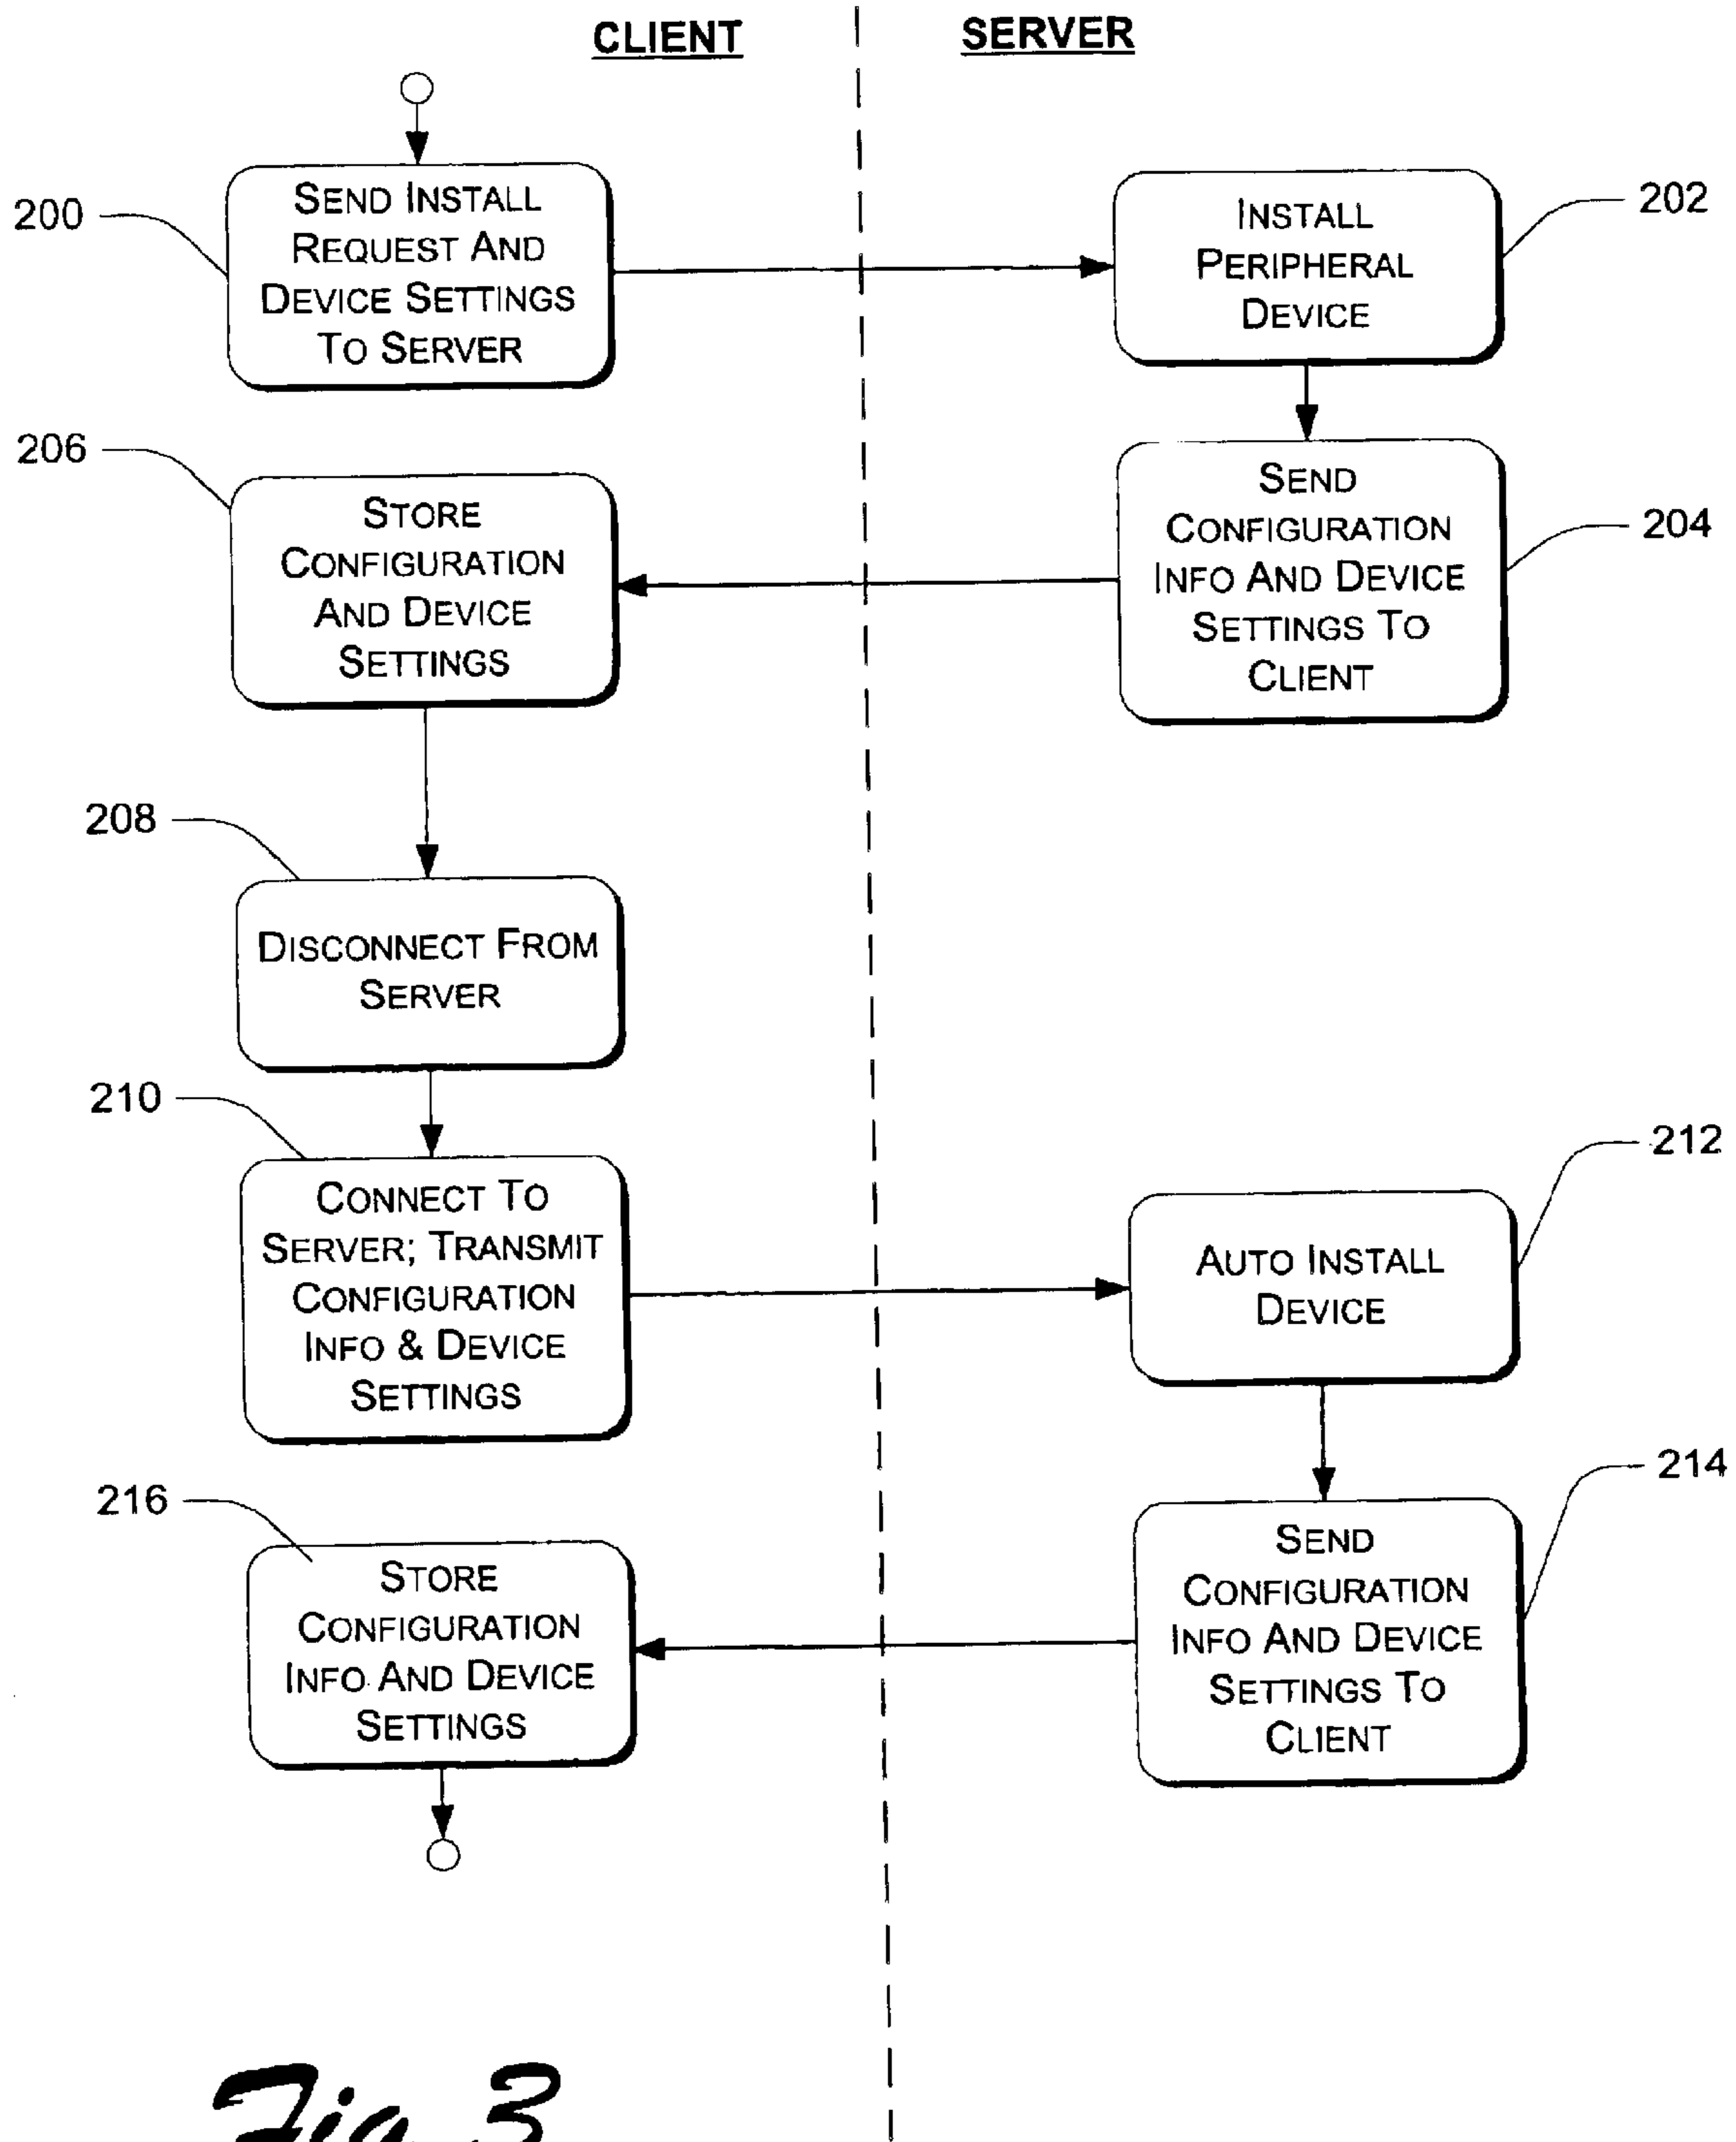 CLIENT
SERVER
200
SEND INSTALL
REQUEST AND
DEVICE SETTINGS
TO SERVER
INSTALL
PERIPHERAL
DEVICE
202
206
STORE
CONFIGURATION
AND DEVICE
SETTINGS
SEND
CONFIGURATION
INFO AND DEVICE
SETTINGS TO
CLIENT
204
208
DISCONNECT FROM
SERVER
210
CONNECT TO
SERVER; TRANSMIT
CONFIGURATION
INFO & DEVICE
SETTINGS
212
AUTO INSTALL
DEVICE
216
STORE
CONFIGURATION
INFO AND DEVICE
SETTINGS
214
SEND
CONFIGURATION
INFO AND DEVICE
SETTINGS TO
CLIENT
Fig. 3